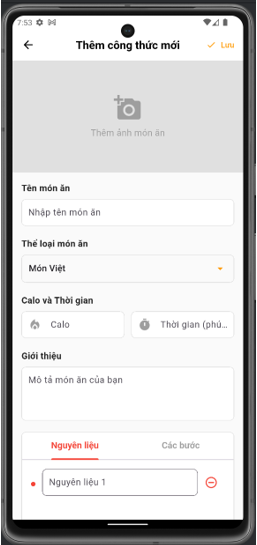 7:53
Thêm công thức mới
Lưu
Thêm ảnh món ăn
Tên món ăn
Nhập tên món ăn
Thể loại món ăn
Món Việt
Calo và Thời gian
Calo
Thời gian (phú...
Giới thiệu
Mô tả món ăn của bạn
Nguyên liệu
Các bước
Nguyên liệu 1